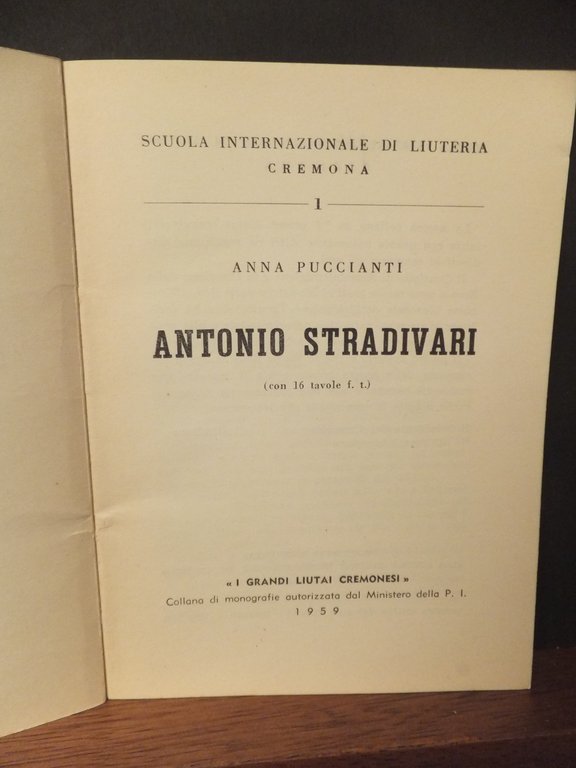 SCUOLA INTERNAZIONALE DI LIUTERIA
CREMONA
1
ANNA PUCCIANTI
ANTONIO STRADIVARI
(con 16 tavole f. t.)
« I GRANDI LIUTAI CREMONESI »
Collana di monografie autorizzata dal Ministero della P. I.
1959